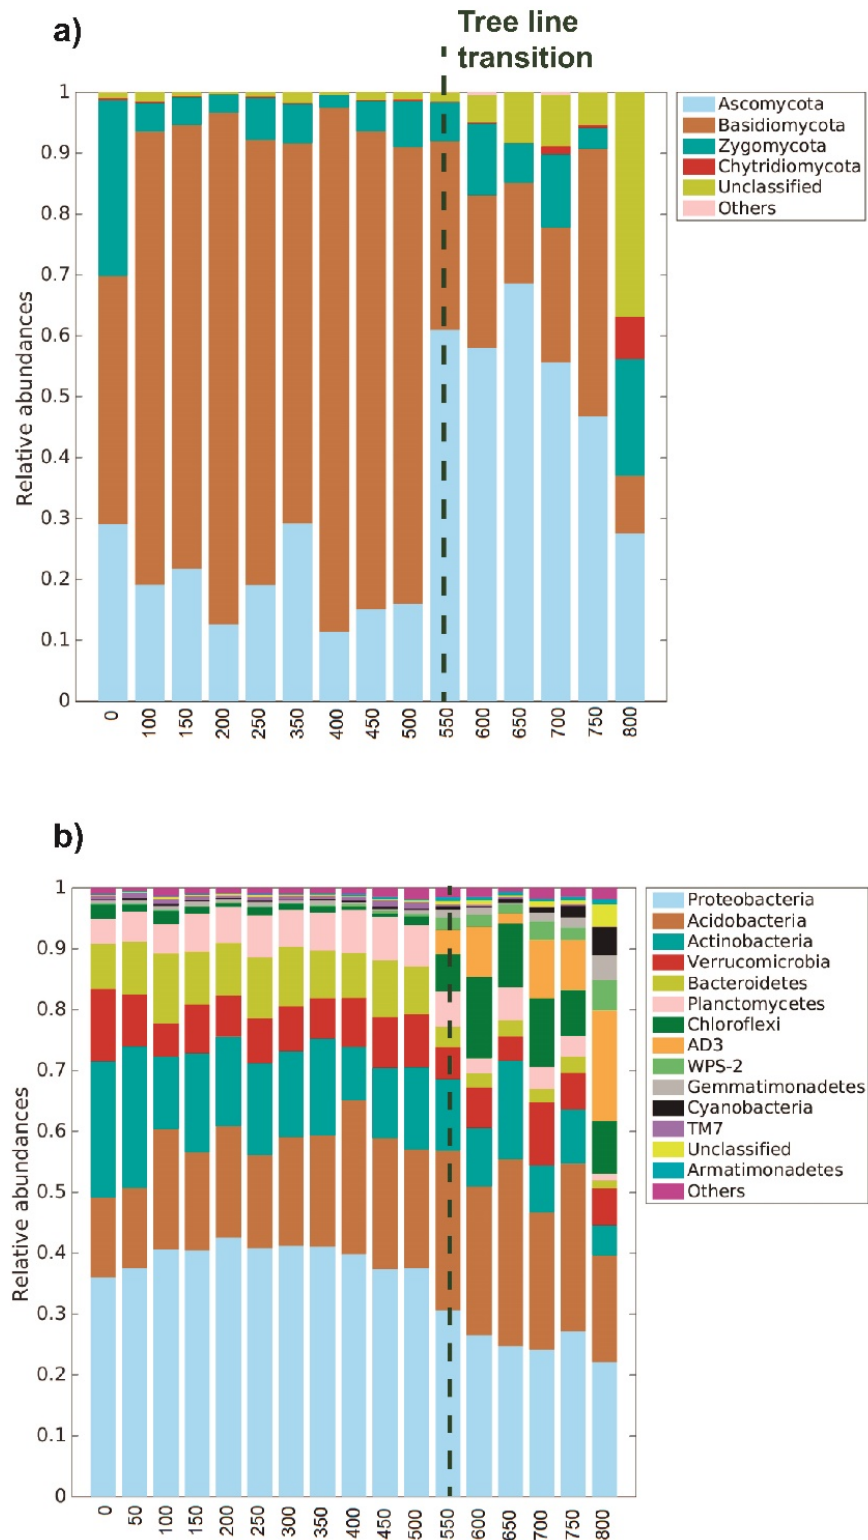 a)
Tree line
transition
1
0.9
0.8
0.7
0.6
0.5
0.4
0.3
0.2
0.1
0
Relative abundances
0 100 150 200 250 350 400 450 500 550 600 650 700 750 800
Ascomycota
Basidiomycota
Zygomycota
Chytridiomycota
Unclassified
Others
b)
1
0.9
0.8
0.7
0.6
0.5
0.4
0.3
0.2
0.1
0
Relative abundances
0 50 100 150 200 250 300 350 400 450 500 550 600 650 700 750 800
Proteobacteria
Acidobacteria
Actinobacteria
Verrucomicrobia
Bacteroidetes
Planctomycetes
Chloroflexi
AD3
WPS-2
Gemmatimonadetes
Cyanobacteria
TM7
Unclassified
Armatimonadetes
Others